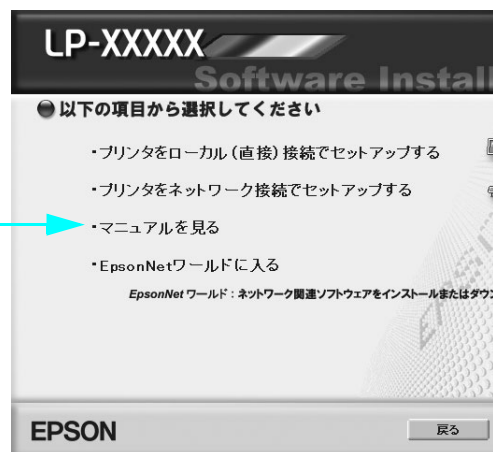 LP-XXXXX
Software Install
以下の項目から選択してください
・プリンタをローカル(直接)接続でセットアップする
・プリンタをネットワーク接続でセットアップする
・マニュアルを見る
・EpsonNetワールドに入る
EpsonNet ワールド:ネットワーク関連ソフトウェアをインストールまたはダウン
EPSON
EPSON
戻る